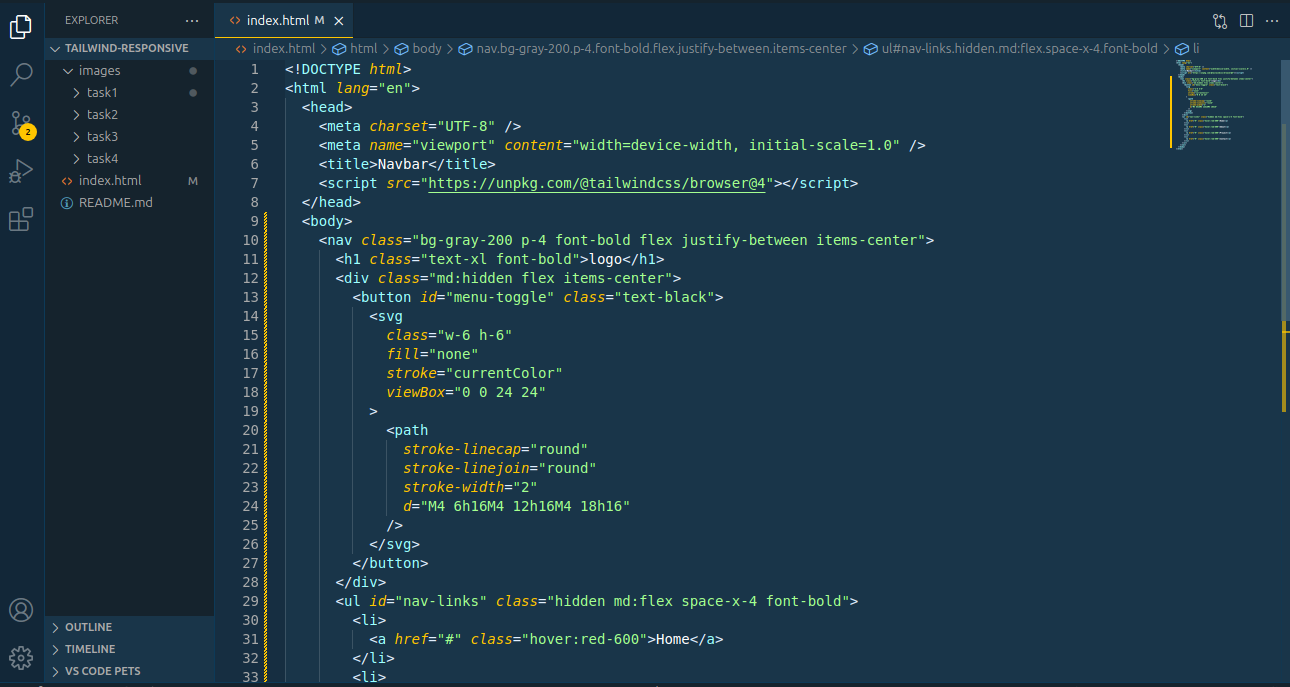 EXPLORER
TAILWIND-RESPONSIVE
images
task1
task2
task3
task4
index.html M
README.md
OUTLINE
TIMELINE
VS CODE PETS
2
<> index.html M ×
<> index.html > html > body > nav.bg-gray-200.p-4.font-bold.flex.justify-between.items-center > ul#nav-links.hidden.md:flex.space-x-4.font-bold > li
1 <!DOCTYPE html>
2 <html lang="en">
3 <head>
4 <meta charset="UTF-8" />
5 <meta name="viewport" content="width=device-width, initial-scale=1.0" />
6 <title>Navbar</title>
7 <script src="https://unpkg.com/@tailwindcss/browser@4"></script>
8 </head>
9 <body>
10 <nav class="bg-gray-200 p-4 font-bold flex justify-between items-center">
11 <h1 class="text-xl font-bold">logo</h1>
12 <div class="md:hidden flex items-center">
13 <button id="menu-toggle" class="text-black">
14 <svg
15 class="w-6 h-6"
16 fill="none"
17 stroke="currentColor"
18 viewBox="0 0 24 24"
19 >
20 <path
21 stroke-linecap="round"
22 stroke-linejoin="round"
23 stroke-width="2"
24 d="M4 6h16M4 12h16M4 18h16"
25 />
26 </svg>
27 </button>
28 </div>
29 <ul id="nav-links" class="hidden md:flex space-x-4 font-bold">
30 <li>
31 <a href="#" class="hover:red-600">Home</a>
32 </li>
33 <li>